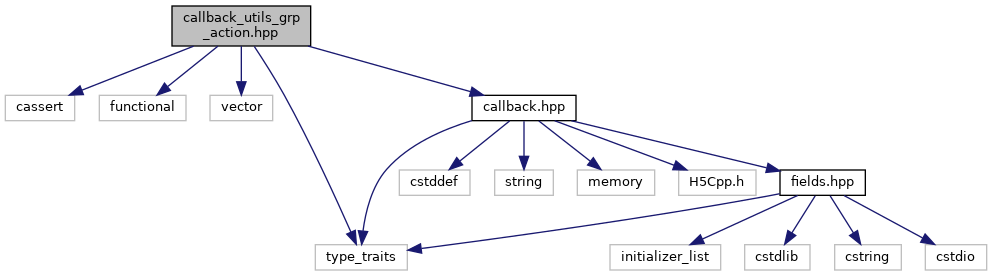 callback_utils_grp
_action.hpp
cassert
functional
vector
callback.hpp
cstddef
string
memory
H5Cpp.h
fields.hpp
type_traits
initializer_list
cstdlib
cstring
cstdio